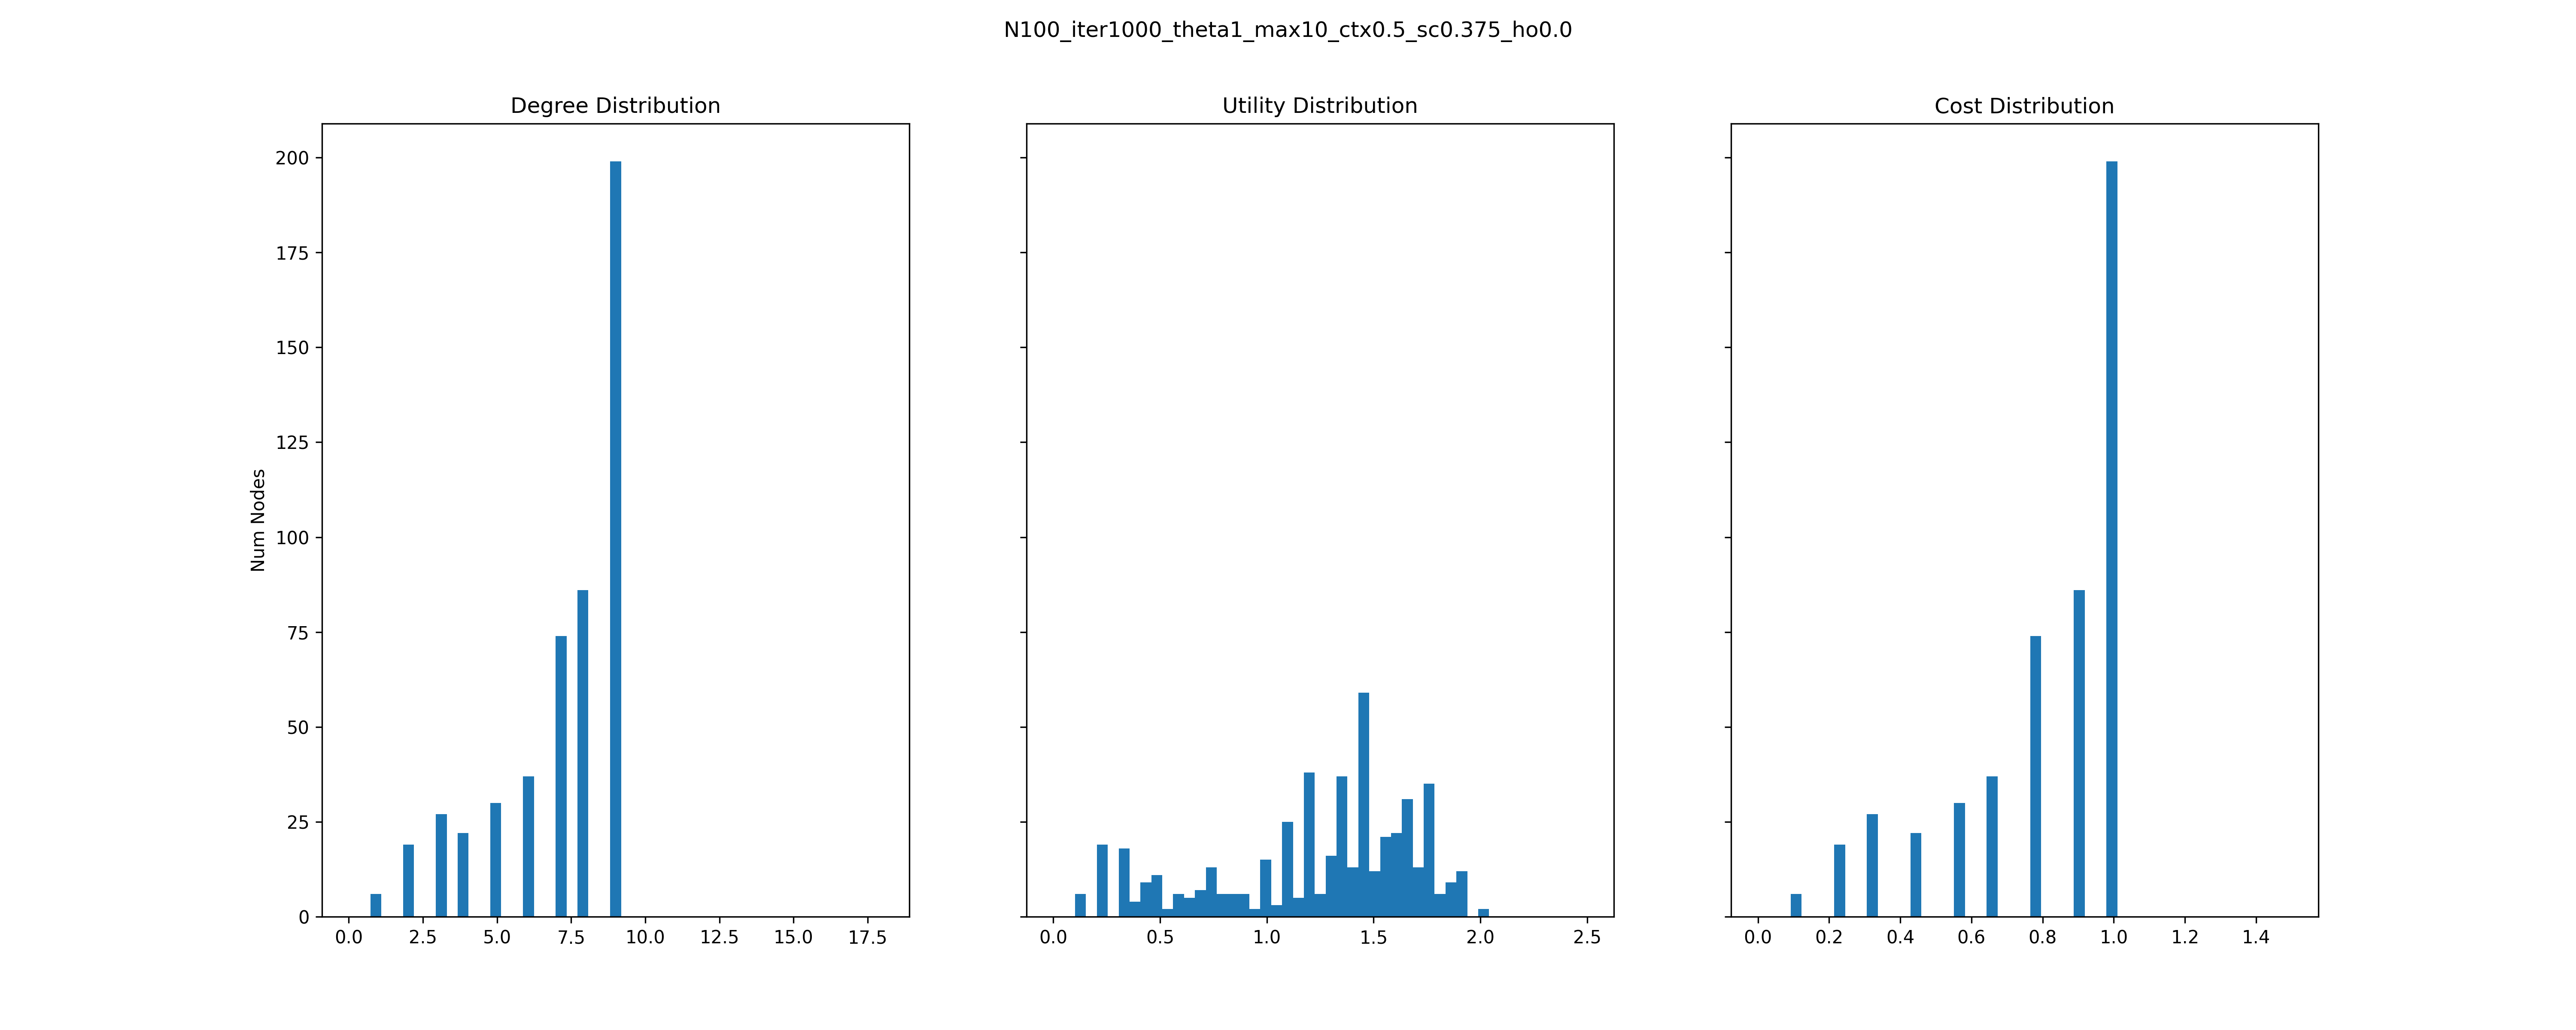 N100_iter1000_theta1_max10_ctx0.5_sc0.375_ho0.0
Degree Distribution
Utility Distribution
Cost Distribution
Num Nodes
200
175
150
125
100
75
50
25
0
0.0 2.5 5.0 7.5 10.0 12.5 15.0 17.5
0.0 0.5 1.0 1.5 2.0 2.5
0.0 0.2 0.4 0.6 0.8 1.0 1.2 1.4